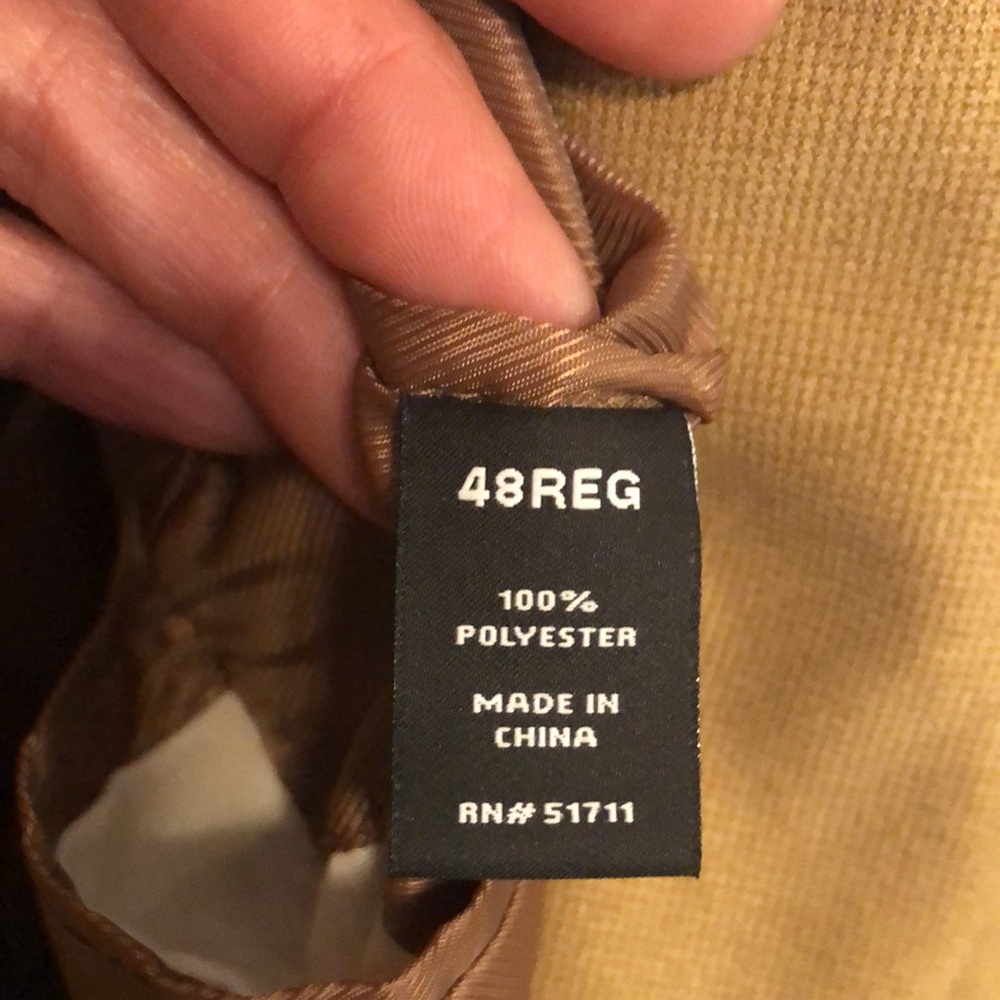 48REG
100%
POLYESTER
MADE IN
CHINA
RN# 51711